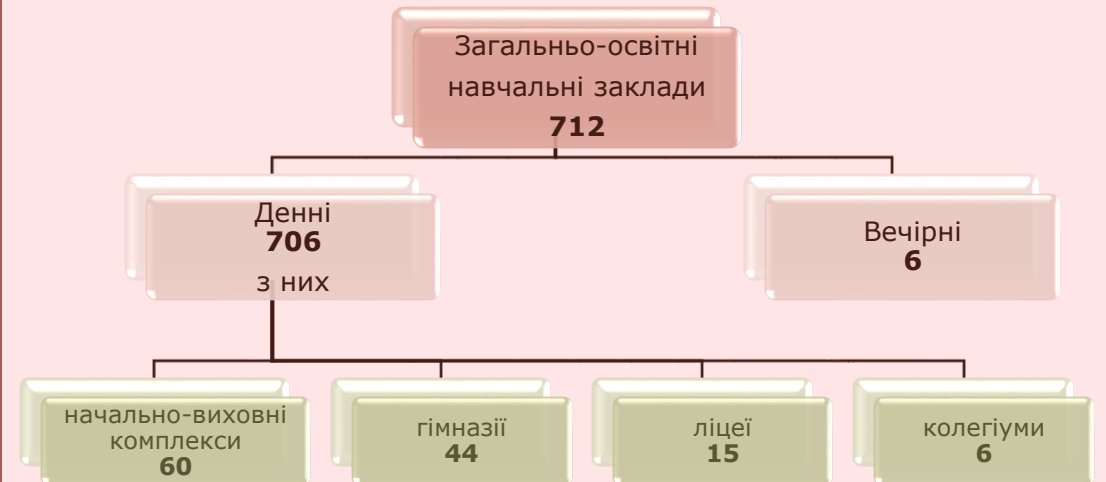 Загальньо-освітні
навчальні заклади
712
Денні
706
з них
Вечірні
6
начально-виховні
комплекси
60
гімназії
44
ліцеї
15
колегіуми
6